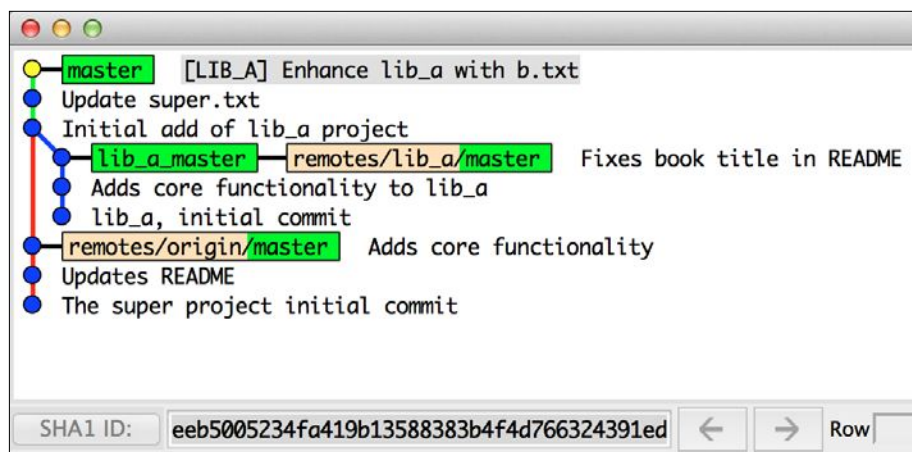 master [LIB_A] Enhance lib_a with b.txt
Update super.txt
Initial add of lib_a project
lib_a_master remotes/lib_a/master Fixes book title in README
Adds core functionality to lib_a
lib_a, initial commit
remotes/origin/master Adds core functionality
Updates README
The super project initial commit
SHA1 ID: eeb5005234fa419b13588383b4f4d766324391ed ← → Row